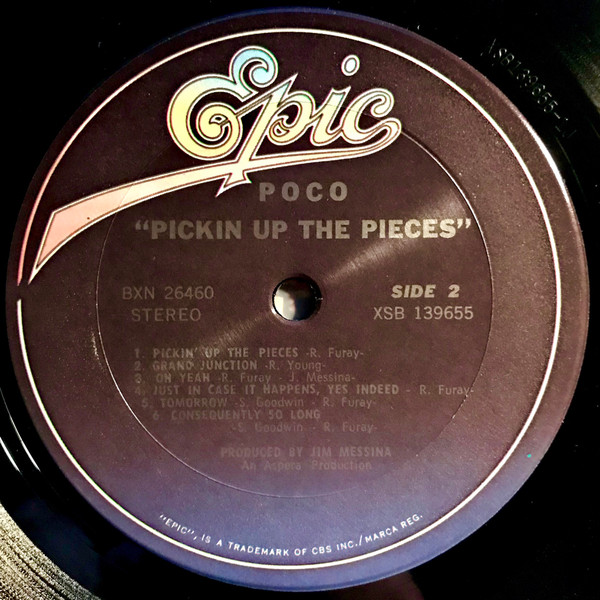 Epic
POCO
"PICKIN UP THE PIECES"
BXN 26460
STEREO
SIDE 2
XSB 139655
1. PICKIN' UP THE PIECES -R. Furay-
2. GRAND JUNCTION -R. Young-
3. OH YEAH -R. Furay - J. Messina-
4. JUST IN CASE IT HAPPENS, YES INDEED - R. Furay-
5. TOMORROW -S. Goodwin - R. Furay-
6. CONSEQUENTLY SO LONG
-S. Goodwin - R. Furay-
PRODUCED BY JIM MESSINA
An Aspera Production
"EPIC", IS A TRADEMARK OF CBS INC./MARCA REG.